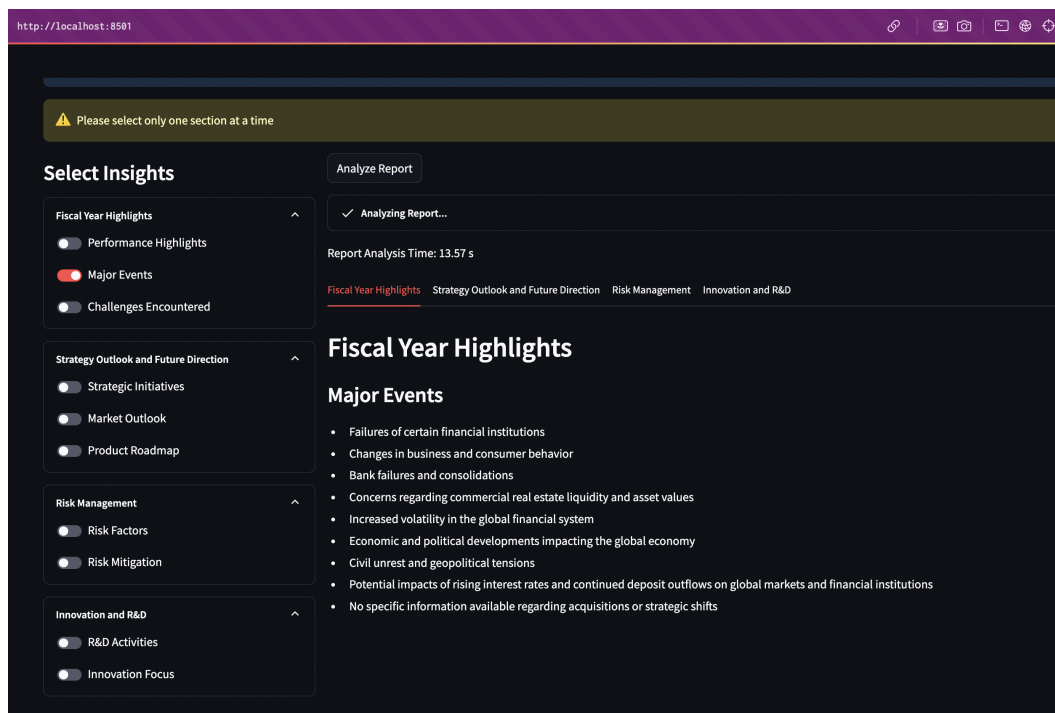 http://localhost:8501
Please select only one section at a time
Select Insights
Fiscal Year Highlights
Performance Highlights
Major Events
Challenges Encountered
Strategy Outlook and Future Direction
Strategic Initiatives
Market Outlook
Product Roadmap
Risk Management
Risk Factors
Risk Mitigation
Innovation and R&D
R&D Activities
Innovation Focus
Analyze Report
Analyzing Report...
Report Analysis Time: 13.57 s
Fiscal Year Highlights Strategy Outlook and Future Direction Risk Management Innovation and R&D
Fiscal Year Highlights
Major Events
• Failures of certain financial institutions
• Changes in business and consumer behavior
• Bank failures and consolidations
• Concerns regarding commercial real estate liquidity and asset values
• Increased volatility in the global financial system
• Economic and political developments impacting the global economy
• Civil unrest and geopolitical tensions
• Potential impacts of rising interest rates and continued deposit outflows on global markets and financial institutions
• No specific information available regarding acquisitions or strategic shifts